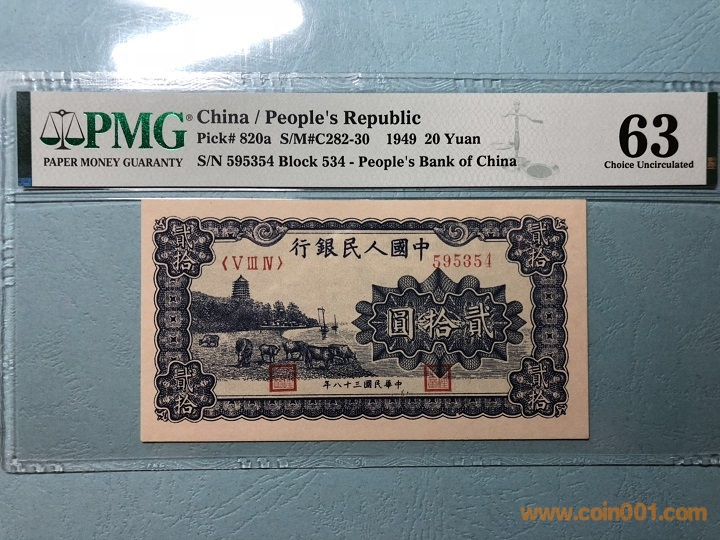 PMG®
PAPER MONEY GUARANTY
China / People's Republic
Pick# 820a S/M#C282-30 1949 20 Yuan
S/N 595354 Block 534 - People's Bank of China
63
Choice Uncirculated
行銀民人國中
〈V III IV〉
595354
圓拾貳
年八十三國民華中
貳拾
貳拾
貳拾
貳拾
www.coin001.com